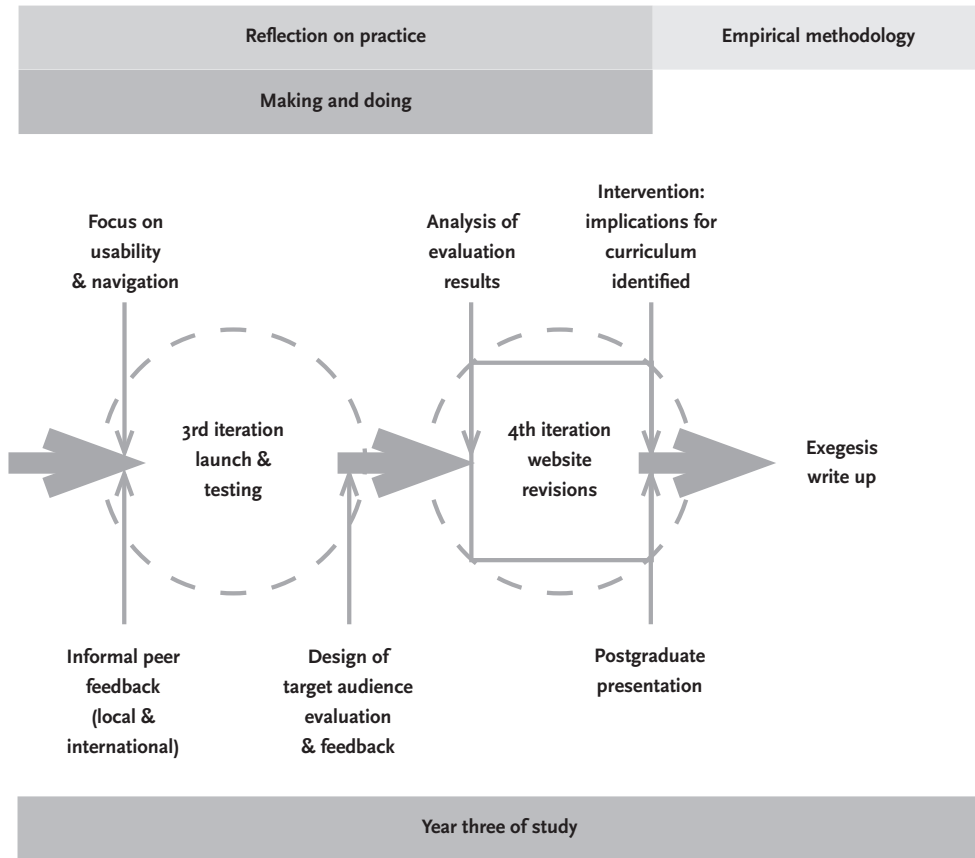 Reflection on practice
Empirical methodology
Making and doing
Focus on
usability
& navigation
Analysis of
evaluation
results
Intervention:
implications for
curriculum
identified
3rd iteration
launch &
testing
4th iteration
website
revisions
Exegesis
write up
Informal peer
feedback
(local &
international)
Design of
target audience
evaluation
& feedback
Postgraduate
presentation
Year three of study